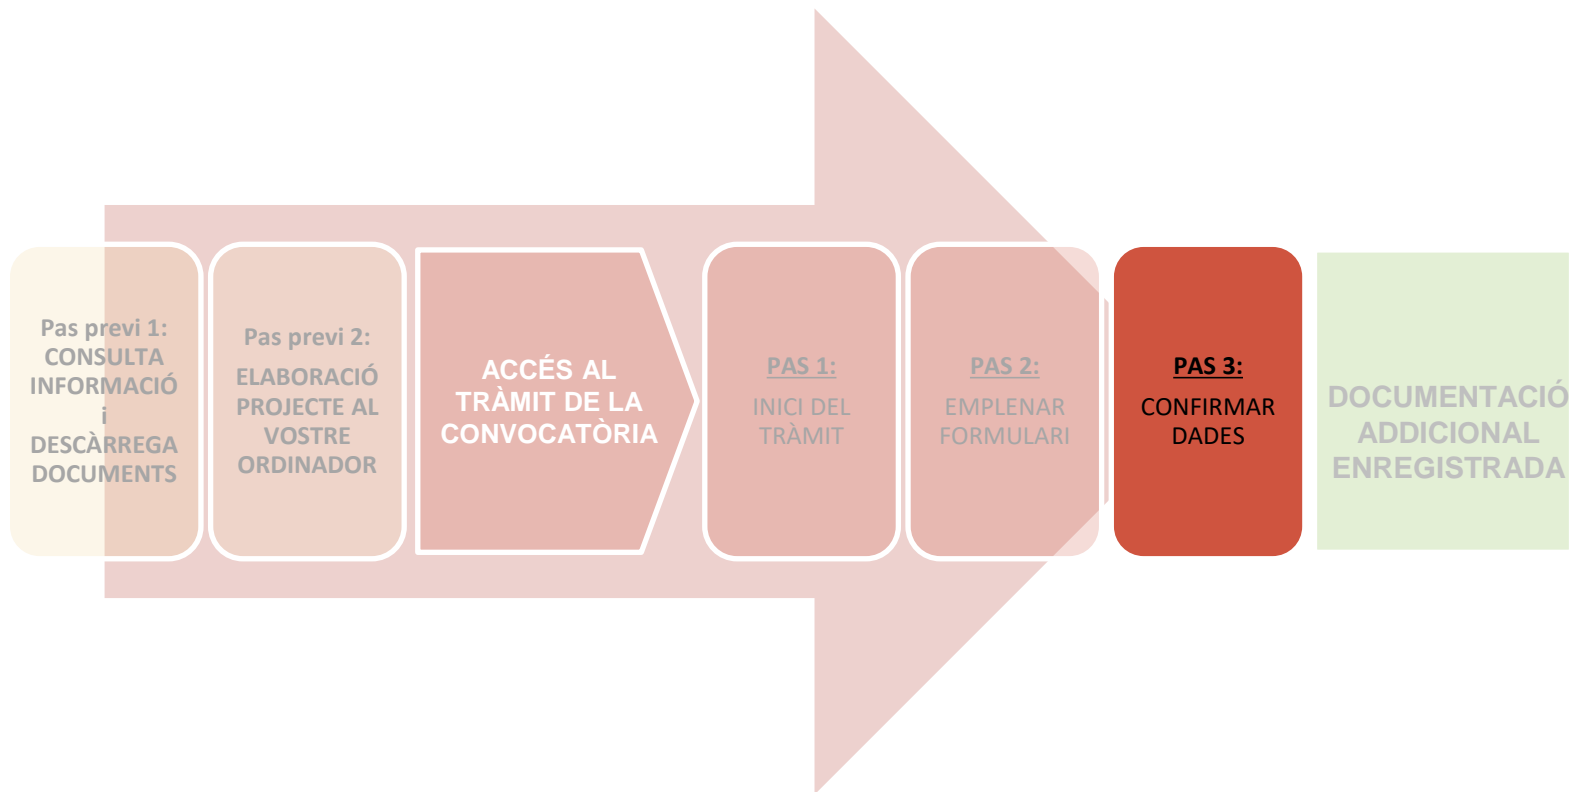 Pas previ 1:
CONSULTA
INFORMACIÓ
i
DESCÀRREGA
DOCUMENTS
Pas previ 2:
ELABORACIÓ
PROJECTE AL
VOSTRE
ORDINADOR
ACCÉS AL
TRÀMIT DE LA
CONVOCATÒRIA
PAS 1:
INICI DEL
TRÀMIT
PAS 2:
EMPLENAR
FORMULARI
PAS 3:
CONFIRMAR
DADES
DOCUMENTACIÓ
ADDICIONAL
ENREGISTRADA